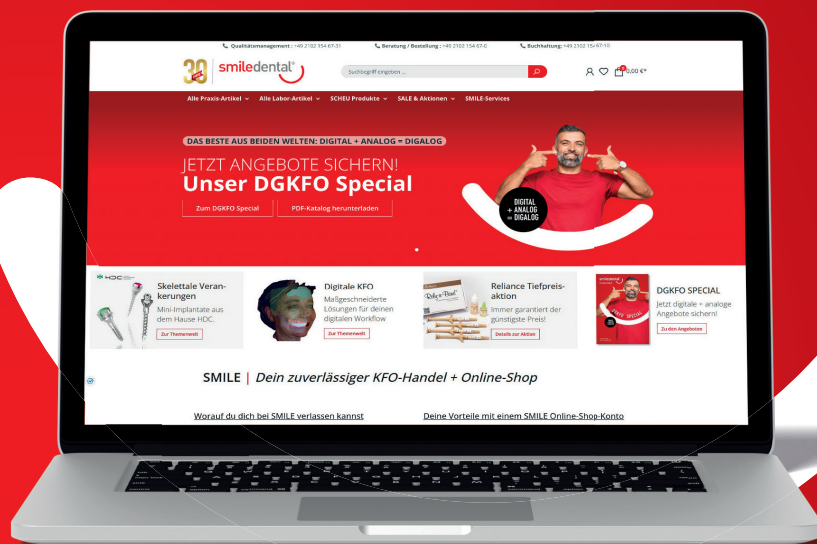 Qualitätsmanagement: +49 2102 154 67-31
Beratung / Bestellung: +49 2102 154 67-0
Buchhaltung: +49 2102 154 67-10
30
smiledental®
Suchbegriff eingeben ...
0
0,00 €*
Alle Praxis-Artikel
Alle Labor-Artikel
SCHEU Produkte
SALE & Aktionen
SMILE-Services
DAS BESTE AUS BEIDEN WELTEN: DIGITAL + ANALOG = DIGALOG
JETZT ANGEBOTE SICHERN!
Unser DGKFO Special
Zum DGKFO Special
PDF-Katalog herunterladen
DIGITAL
+ ANALOG
= DIGALOG
HDC
Skelettale Veran-
kerungen
Mini-Implantate aus
dem Hause HDC.
Zur Themenwelt
Digitale KFO
Maßgeschneiderte
Lösungen für deinen
digitalen Workflow
Zur Themenwelt
Reliance Tiefpreis-
aktion
Immer garantiert der
günstigste Preis!
Details zur Aktion
smiledental
DGKFO SPECIAL
DGKFO SPECIAL
Jetzt digitale + analoge
Angebote sichern!
Zu den Angeboten
SMILE | Dein zuverlässiger KFO-Handel + Online-Shop
Worauf du dich bei SMILE verlassen kannst
Deine Vorteile mit einem SMILE Online-Shop-Konto